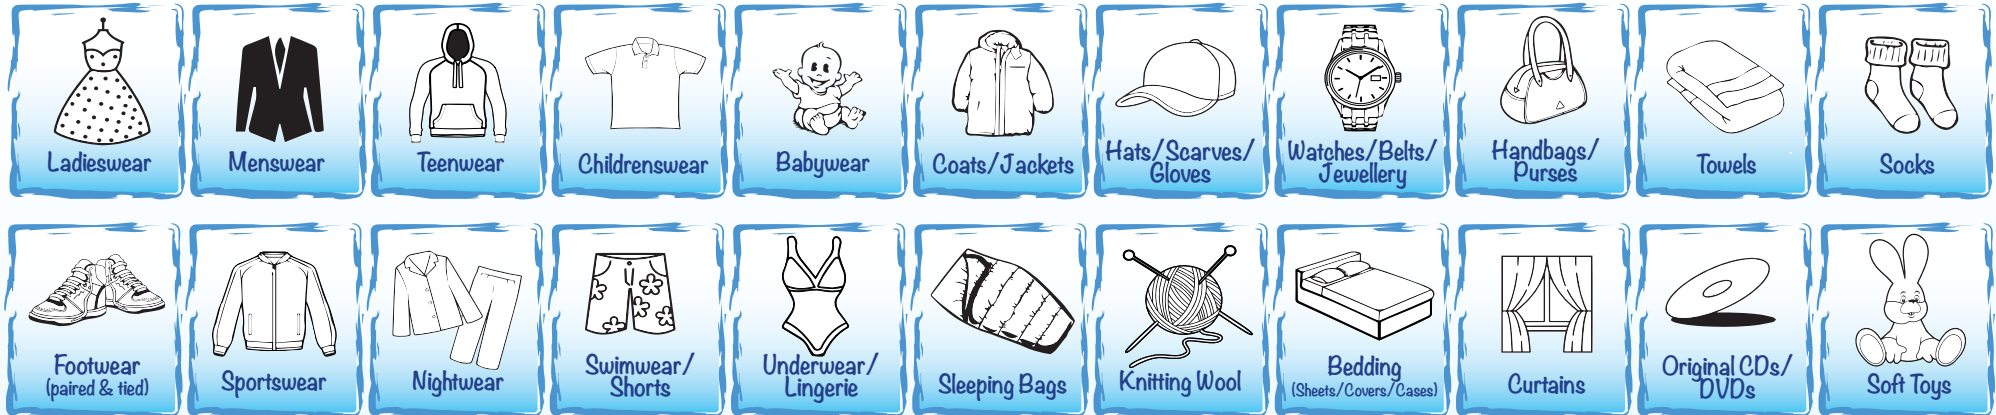 Ladieswear
Menswear
Teenwear
Childrenswear
Babywear
Coats/Jackets
Hats/Scarves/
Gloves
Watches/Belts/
Jewellery
Handbags/
Purses
Towels
Socks
Footwear
(paired & tied)
Sportswear
Nightwear
Swimwear/
Shorts
Underwear/
Lingerie
Sleeping Bags
Knitting Wool
Bedding
(Sheets/Covers/Cases)
Curtains
Original CDs/
DVDs
Soft Toys